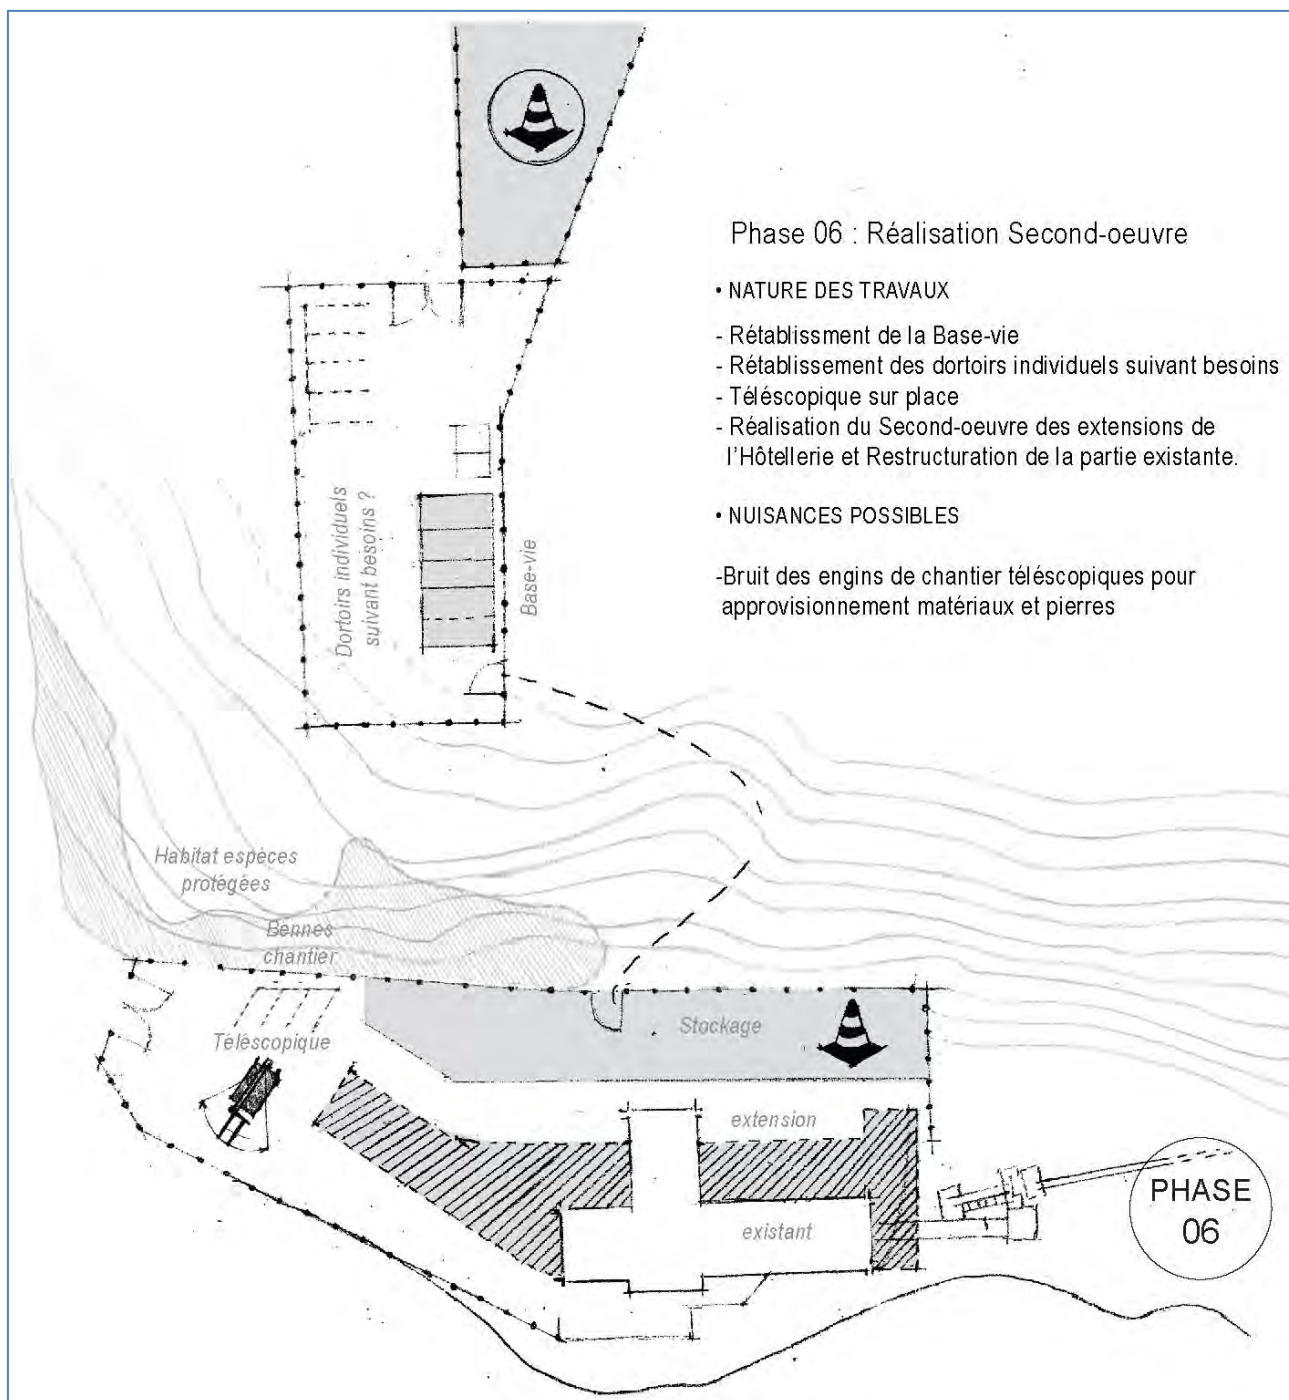 Phase 06 : Réalisation Second-oeuvre
• NATURE DES TRAVAUX
- Rétablissment de la Base-vie
- Rétablissement des dortoirs individuels suivant besoins
- Téléscopique sur place
- Réalisation du Second-oeuvre des extensions de
l'Hôtellerie et Restructuration de la partie existante.
• NUISANCES POSSIBLES
-Bruit des engins de chantier téléscopiques pour
approvisionnement matériaux et pierres
Dortoirs individuels
suivant besoins ?
Base-vie
Habitat espèces
protégées
Bennes
chantier
Téléscopique
Stockage
extension
existant
PHASE
06